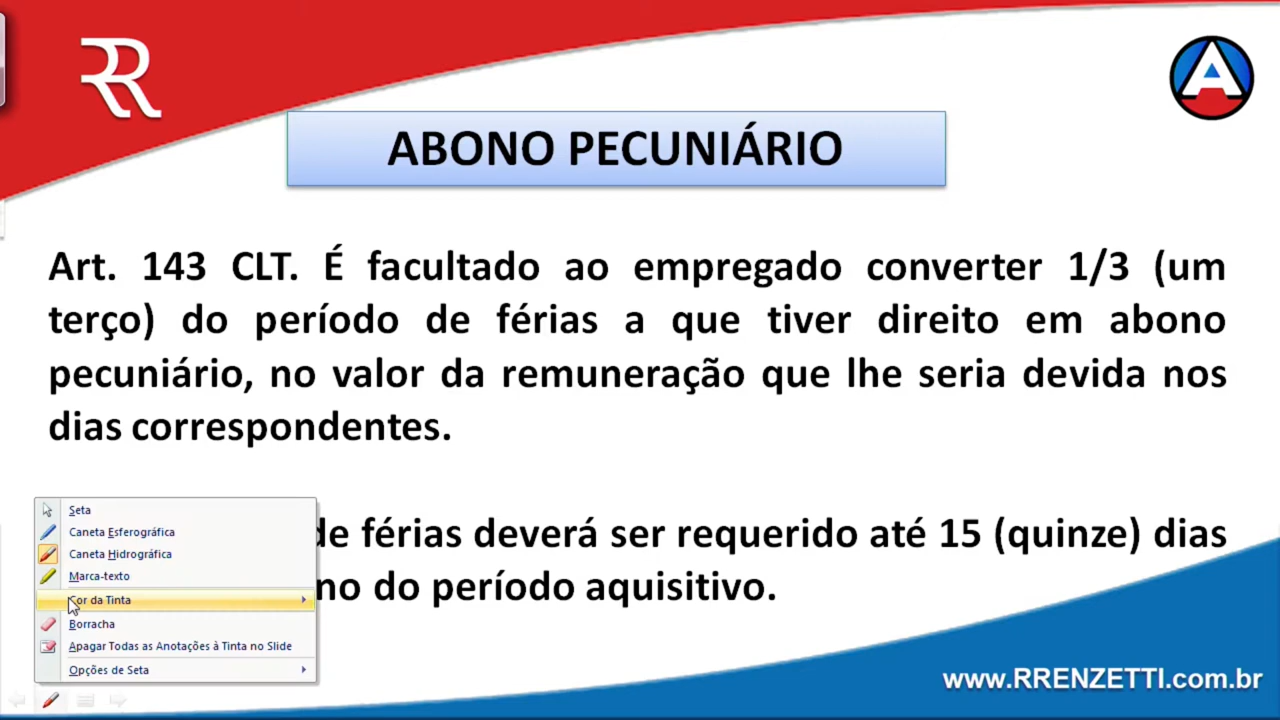 RR
A
ABONO PECUNIÁRIO
Art. 143 CLT. É facultado ao empregado converter 1/3 (um
terço) do período de férias a que tiver direito em abono
pecuniário, no valor da remuneração que lhe seria devida nos
dias correspondentes.
de férias deverá ser requerido até 15 (quinze) dias
no do período aquisitivo.
Seta
Caneta Esferográfica
Caneta Hidrográfica
Marca-texto
Cor da Tinta
Borracha
Apagar Todas as Anotações à Tinta no Slide
Opções de Seta
www.RRENZETTI.com.br